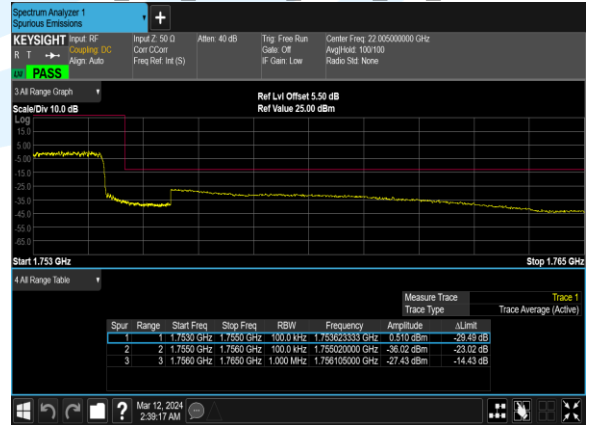 Spectrum Analyzer 1
Spurious Emissions
KEYSIGHT Input: RF Input Z: 50 Ω Atten: 40 dB Trig: Free Run Center Freq: 22.005000000 GHz
R T Coupling: DC Corr CCorr Gate: Off Avg|Hold: 100/100
Align: Auto Freq Ref: Int (S) IF Gain: Low Radio Std: None
PASS
3 All Range Graph
Ref Lvl Offset 5.50 dB
Scale/Div 10.0 dB Ref Value 25.00 dBm
Log
15.0
5.00
-5.00
-15.0
-25.0
-35.0
-45.0
-55.0
-65.0
Start 1.753 GHz Stop 1.765 GHz
4 All Range Table
Measure Trace Trace 1
Trace Type Trace Average (Active)
Spur Range Start Freq Stop Freq RBW Frequency Amplitude ΔLimit
1 1 1.7530 GHz 1.7550 GHz 100.0 kHz 1.753623333 GHz 0.510 dBm -29.49 dB
2 2 1.7550 GHz 1.7560 GHz 100.0 kHz 1.755020000 GHz -36.02 dBm -23.02 dB
3 3 1.7560 GHz 1.7650 GHz 1.000 MHz 1.756105000 GHz -27.43 dBm -14.43 dB
Mar 12, 2024
2:39:17 AM